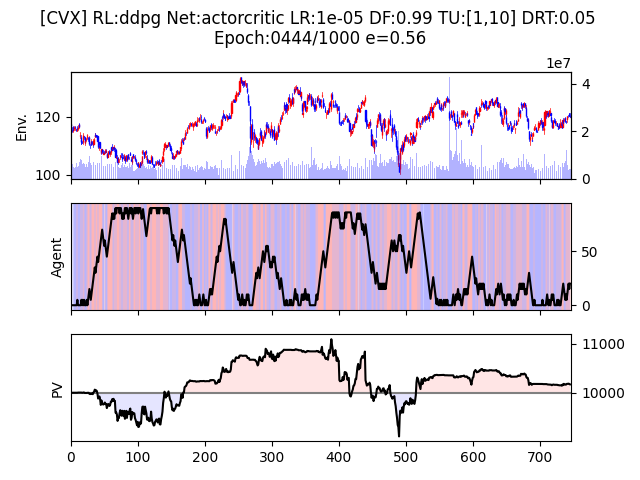 [CVX] RL:ddpg Net:actorcritic LR:1e-05 DF:0.99 TU:[1,10] DRT:0.05
Epoch:0444/1000 e=0.56
1e7
Env.
120
100
4
2
0
Agent
50
0
PV
11000
10000
0 100 200 300 400 500 600 700